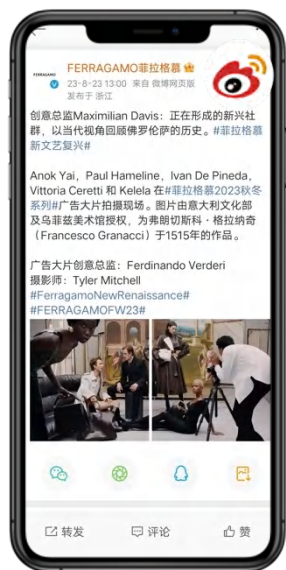 FERRAGAMO
FERRAGAMO菲拉格慕
23-8-23 13:00 来自 微博网页版
发布于 浙江
创意总监Maximilian Davis：正在形成的新兴社
群，以当代视角回顾佛罗伦萨的历史。#菲拉格慕
新文艺复兴#
Anok Yai，Paul Hameline，Ivan De Pineda，
Vittoria Ceretti 和 Kelela 在#菲拉格慕2023秋冬
系列#广告大片拍摄现场。图片由意大利文化部
及乌菲兹美术馆授权，为弗朗切斯科·格拉纳奇
（Francesco Granacci）于1515年的作品。
广告大片创意总监：Ferdinando Verderi
摄影师：Tyler Mitchell
#FerragamoNewRenaissance#
#FERRAGAMOFW23#
转发 评论 赞